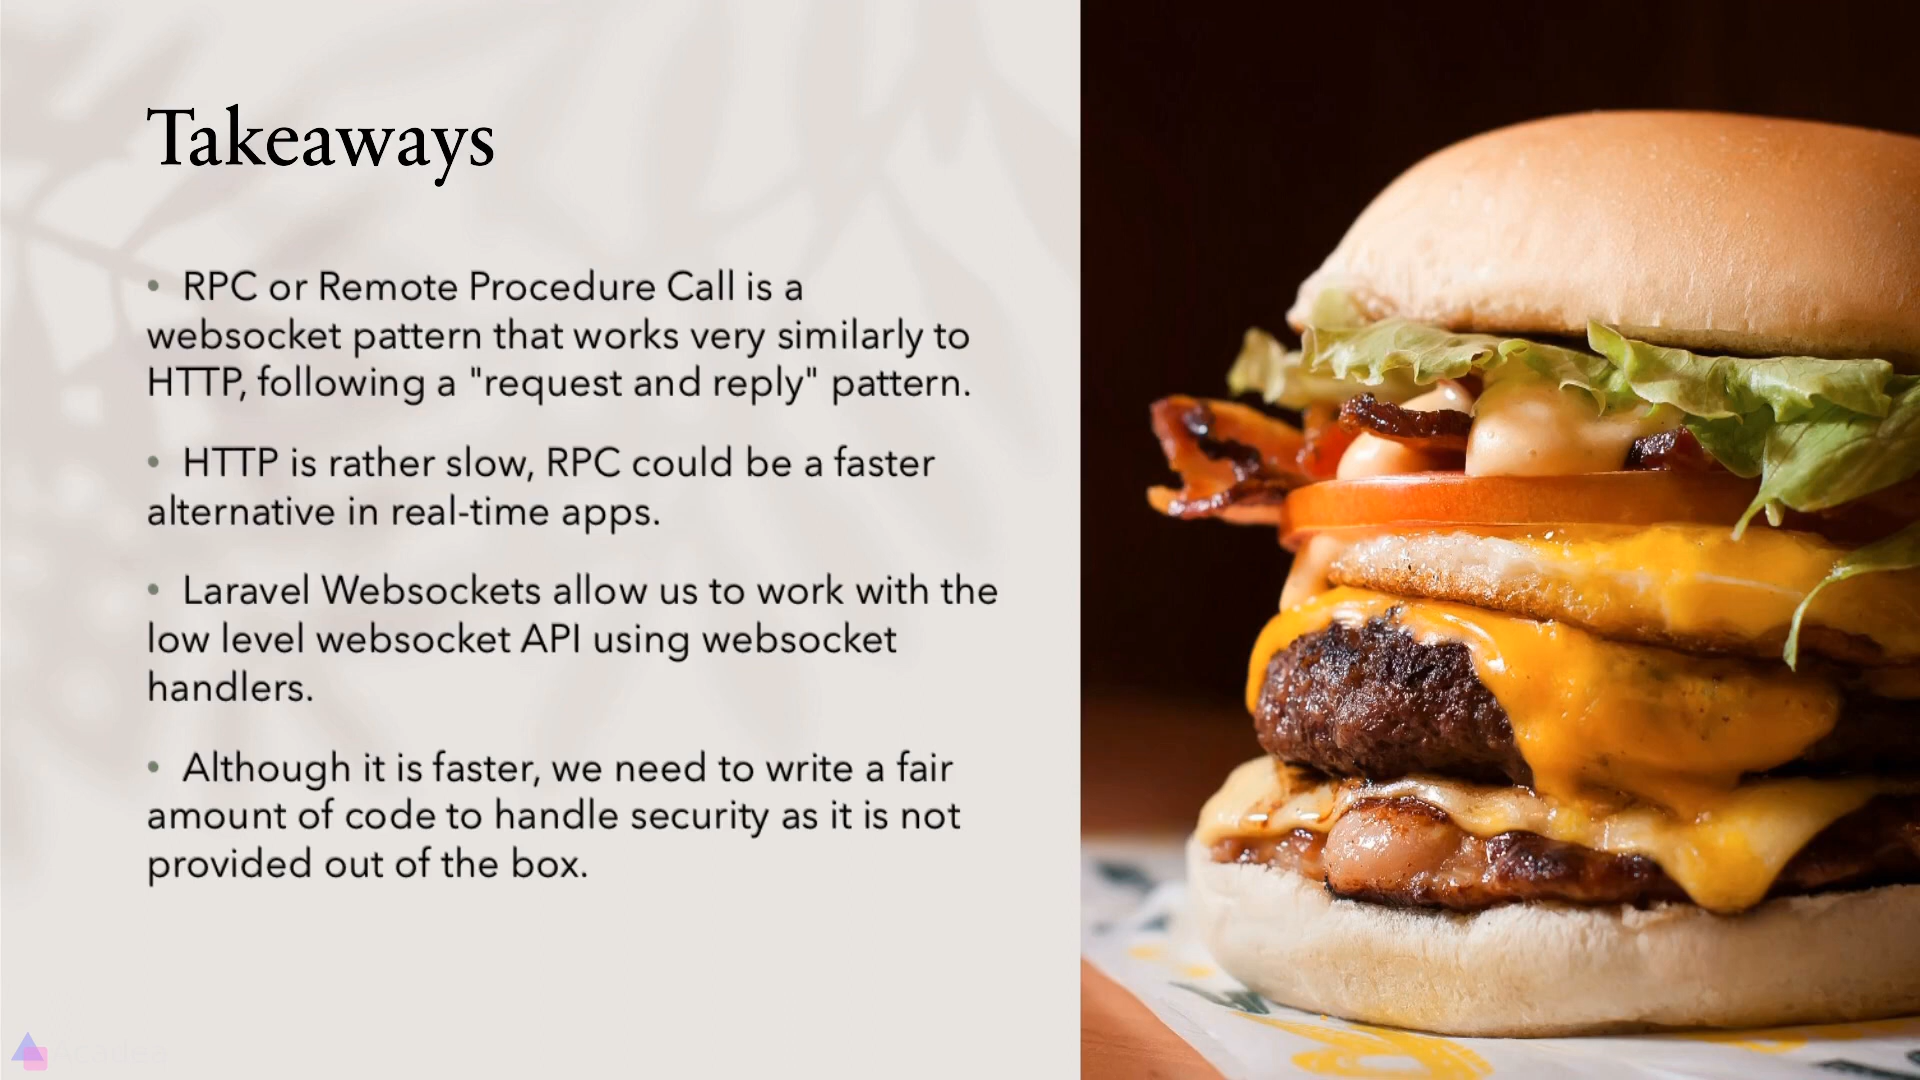 Takeaways
• RPC or Remote Procedure Call is a
websocket pattern that works very similarly to
HTTP, following a "request and reply" pattern.
• HTTP is rather slow, RPC could be a faster
alternative in real-time apps.
• Laravel Websockets allow us to work with the
low level websocket API using websocket
handlers.
• Although it is faster, we need to write a fair
amount of code to handle security as it is not
provided out of the box.
Acadea